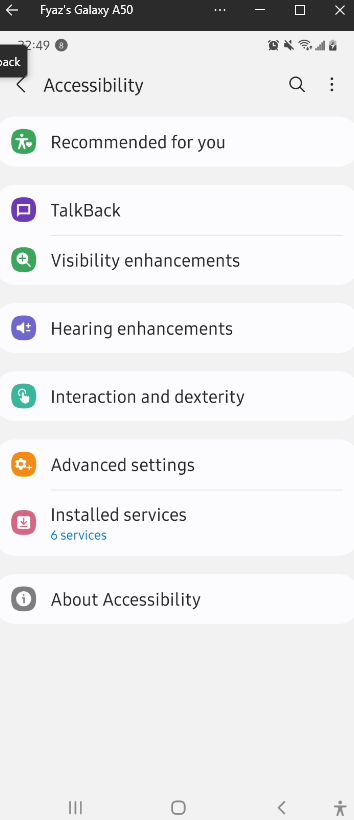 Fyaz's Galaxy A50
22:49 8
back
Accessibility
Recommended for you
TalkBack
Visibility enhancements
Hearing enhancements
Interaction and dexterity
Advanced settings
Installed services
6 services
About Accessibility